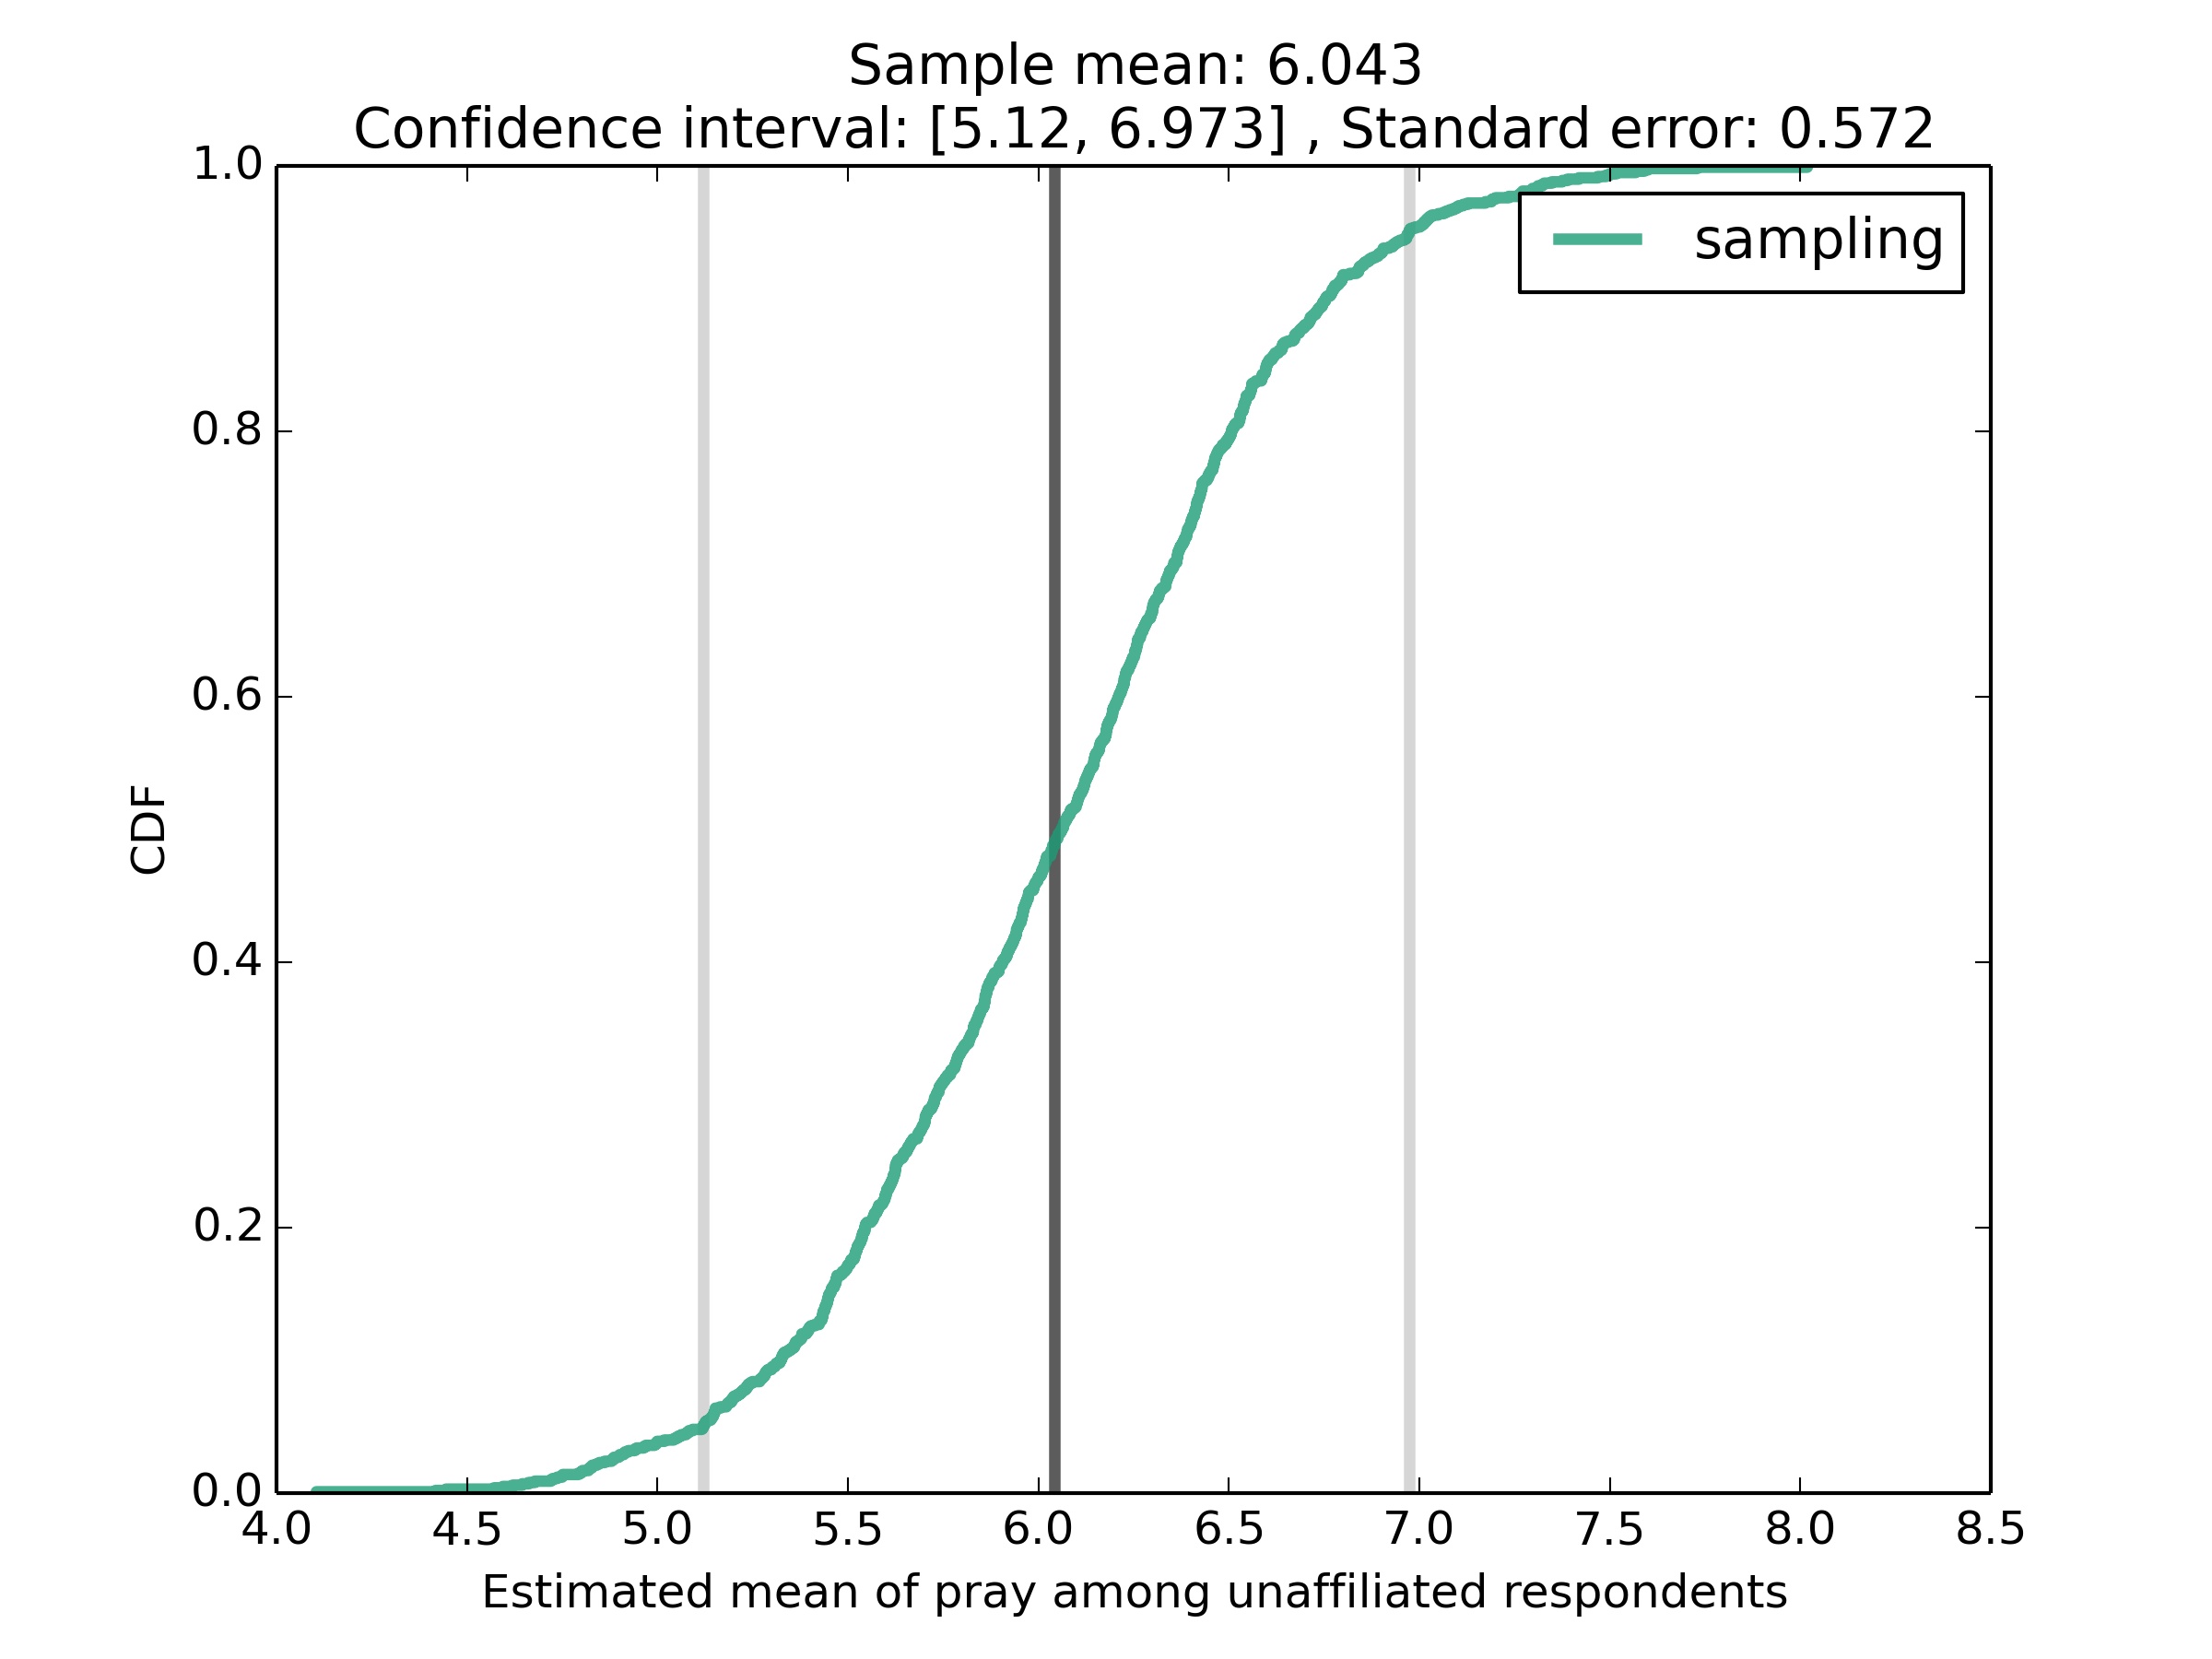 Sample mean: 6.043
Confidence interval: [5.12, 6.973] , Standard error: 0.572
1.0
sampling
0.8
0.6
CDF
0.4
0.2
0.0
4.0 4.5 5.0 5.5 6.0 6.5 7.0 7.5 8.0 8.5
Estimated mean of pray among unaffiliated respondents